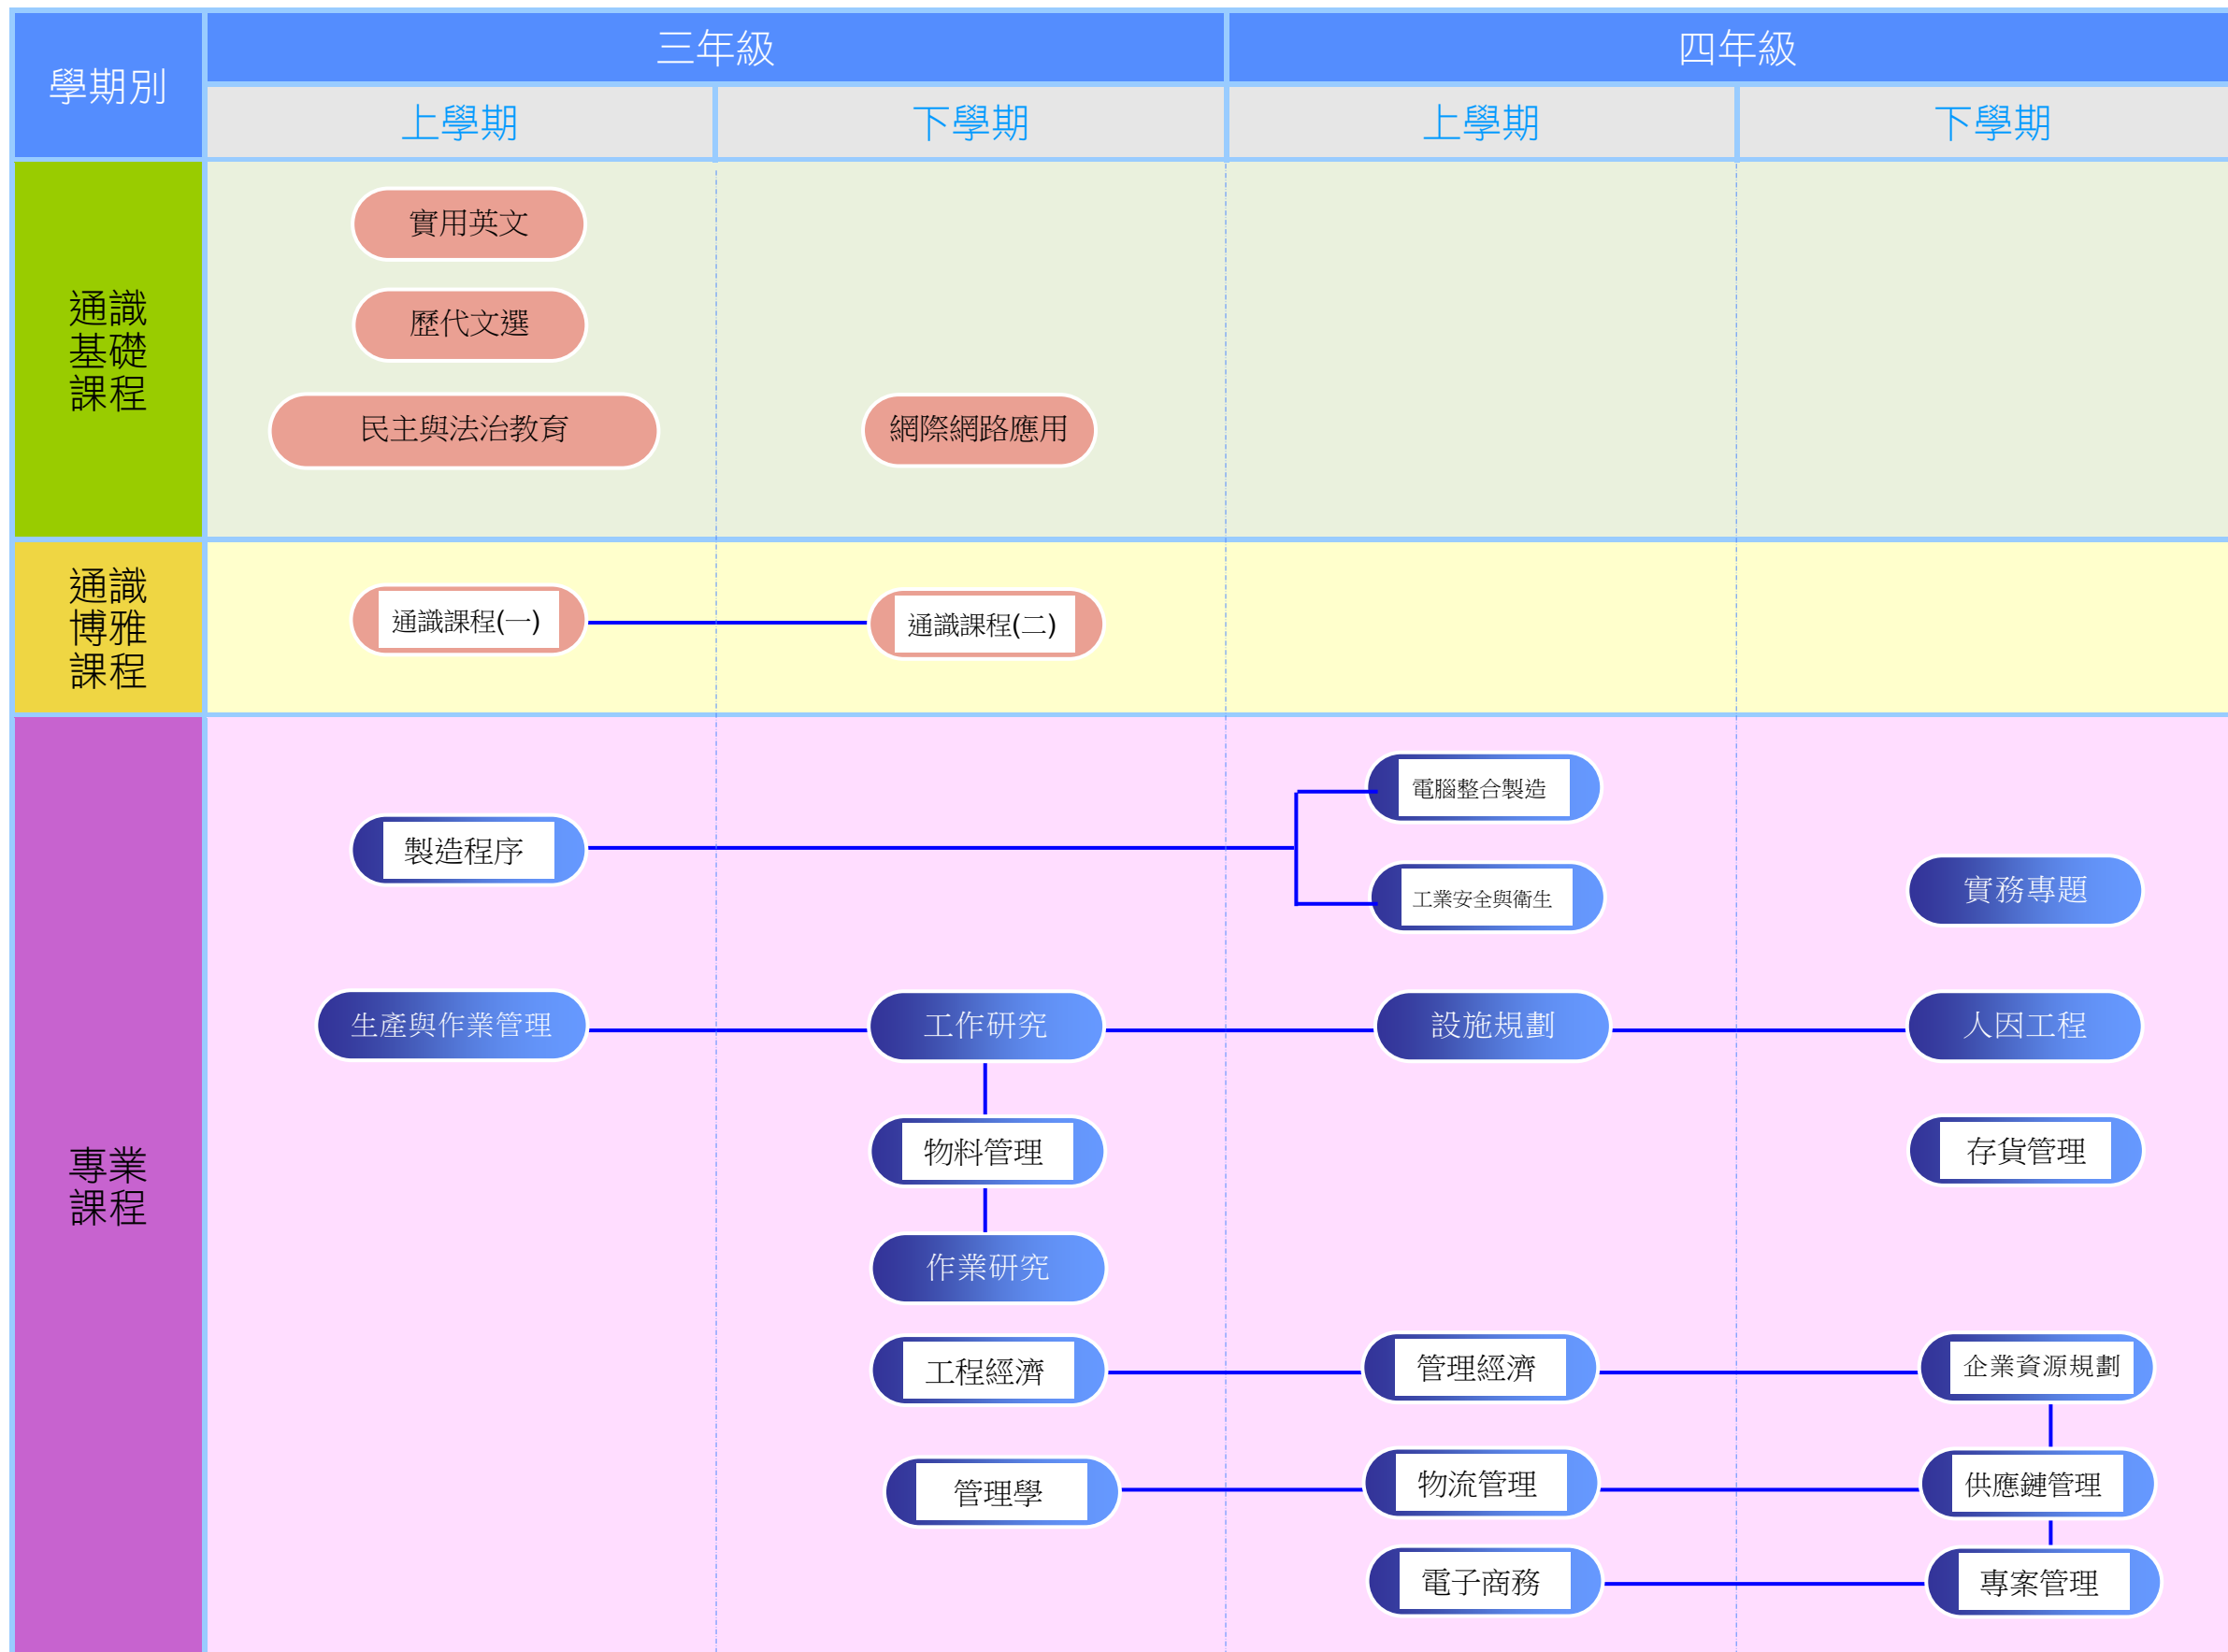 學期別
三年級
四年級
上學期
下學期
上學期
下學期
通識
基礎
課程
實用英文
歷代文選
民主與法治教育
網際網路應用
通識
博雅
課程
通識課程(一)
通識課程(二)
專業
課程
電腦整合製造
製造程序
工業安全與衛生
實務專題
生產與作業管理
工作研究
設施規劃
人因工程
物料管理
存貨管理
作業研究
工程經濟
管理經濟
企業資源規劃
管理學
物流管理
供應鏈管理
電子商務
專案管理